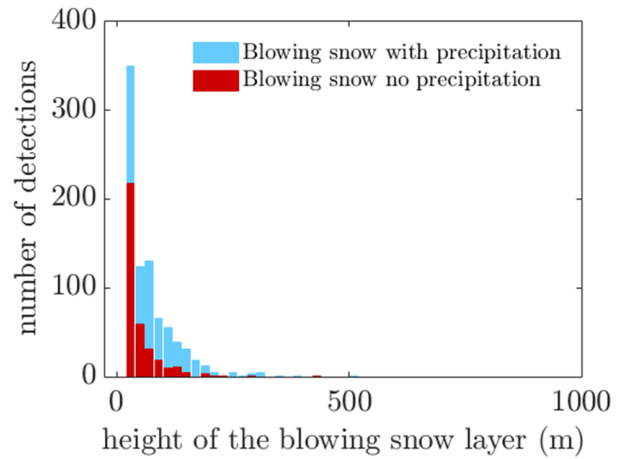 400
300
200
100
0
number of detections
Blowing snow with precipitation
Blowing snow no precipitation
0 500 1000
height of the blowing snow layer (m)